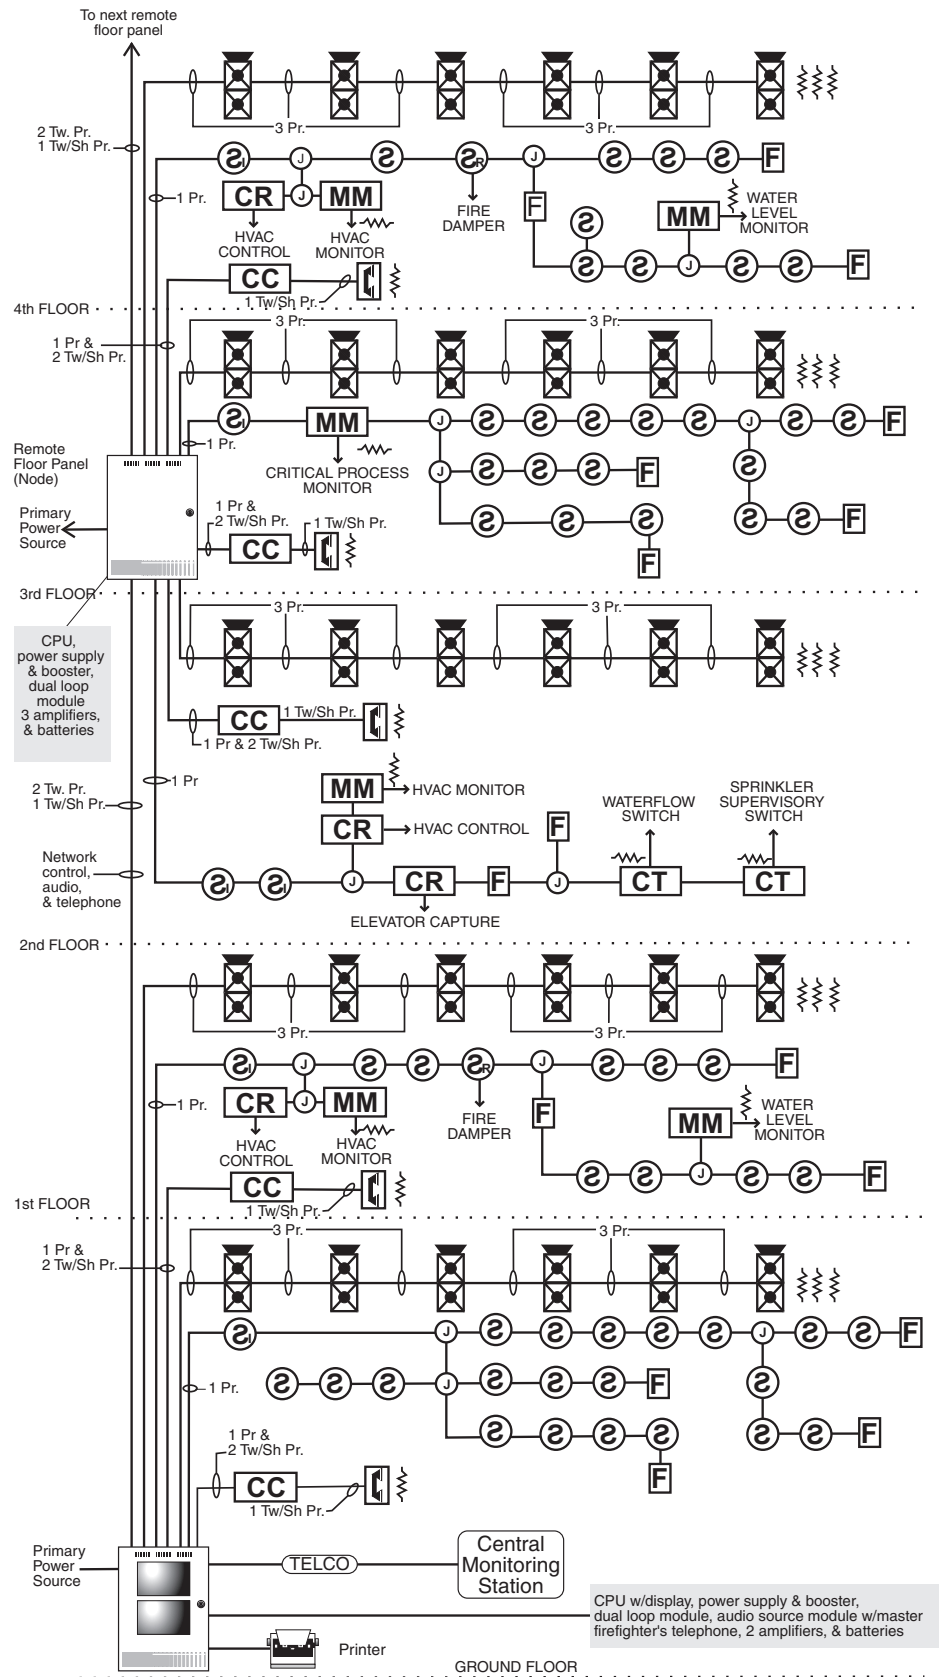 To next remote
floor panel
3 Pr.
3 Pr.
2 Tw. Pr.
1 Tw/Sh Pr.
S I
J
S
S R
J
S
S
S
F
1 Pr.
CR
J
MM
FIRE
DAMPER
F
S
MM
WATER
LEVEL
MONITOR
HVAC
CONTROL
HVAC
MONITOR
S
S
J
S
S
F
CC
1 Tw/Sh Pr.
4th FLOOR
3 Pr.
3 Pr.
1 Pr &
2 Tw/Sh Pr.
S I
MM
J
S
S
S
S
S
J
S
S
F
1 Pr.
CRITICAL PROCESS
MONITOR
J
S
S
S
F
S
Remote
Floor Panel
(Node)
Primary
Power
Source
1 Pr &
2 Tw/Sh Pr.
1 Tw/Sh Pr.
CC
S
S
S
F
S
S
F
3rd FLOOR
3 Pr.
3 Pr.
CPU,
power supply
& booster,
dual loop
module
3 amplifiers,
& batteries
CC
1 Tw/Sh Pr.
1 Pr & 2 Tw/Sh Pr.
1 Pr
2 Tw. Pr.
1 Tw/Sh Pr.
MM
HVAC MONITOR
CR
HVAC CONTROL
F
WATERFLOW
SWITCH
SPRINKLER
SUPERVISORY
SWITCH
Network
control,
audio,
& telephone
S I
S I
J
CR
F
J
CT
CT
ELEVATOR CAPTURE
2nd FLOOR
3 Pr.
3 Pr.
S I
J
S
S
S R
J
S
S
S
F
1 Pr.
CR
J
MM
FIRE
DAMPER
F
MM
WATER
LEVEL
MONITOR
HVAC
CONTROL
HVAC
MONITOR
S
S
J
S
S
F
CC
1 Tw/Sh Pr.
1st FLOOR
3 Pr.
3 Pr.
1 Pr &
2 Tw/Sh Pr.
S I
J
S
S
S
S
S
J
S
S
F
1 Pr.
S
S
S
J
S
S
S
F
S
S
S
S
S
F
S
S
F
1 Pr &
2 Tw/Sh Pr.
CC
1 Tw/Sh Pr.
Primary
Power
Source
TELCO
Central
Monitoring
Station
CPU w/display, power supply & booster,
dual loop module, audio source module w/master
firefighter's telephone, 2 amplifiers, & batteries
Printer
GROUND FLOOR